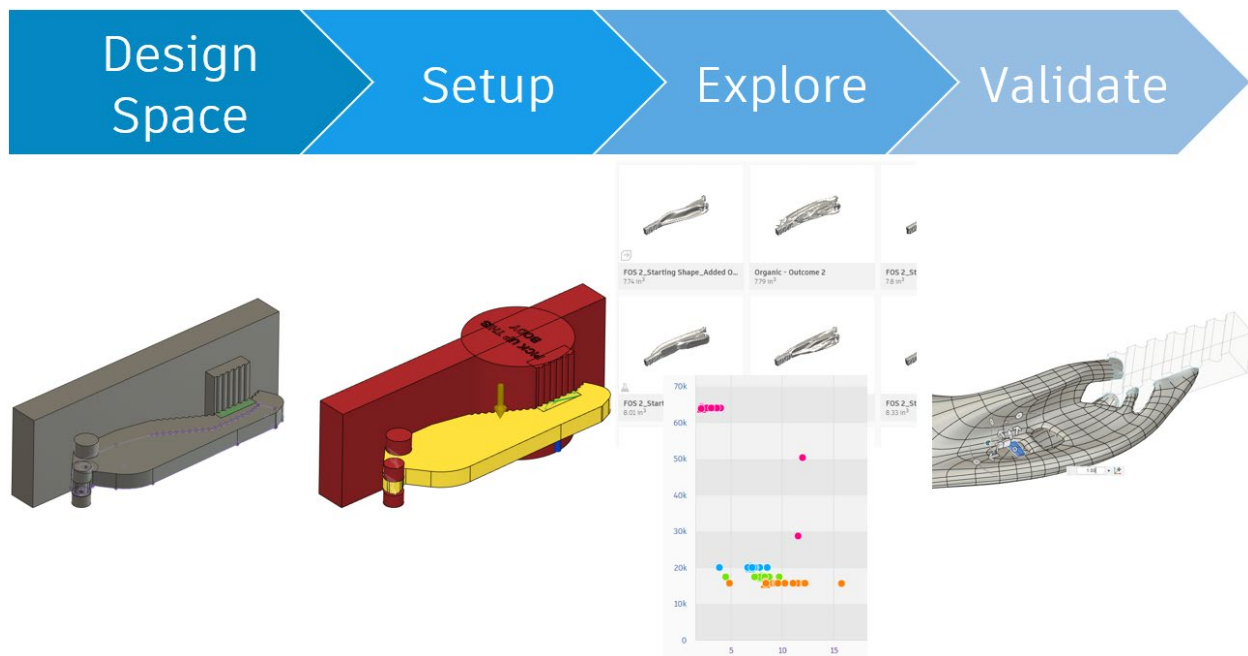 Design
Space
Setup
Explore
Validate
PICK UP THIS
BODY
FOS 2_Starting Shape_Added O...
7.74 in³
Organic - Outcome 2
7.79 in³
FOS 2_St
7.8 in³
FOS 2_Start
8.01 in³
FOS 2_St
8.33 in³
70k
60k
50k
40k
30k
20k
10k
0
5
10
15